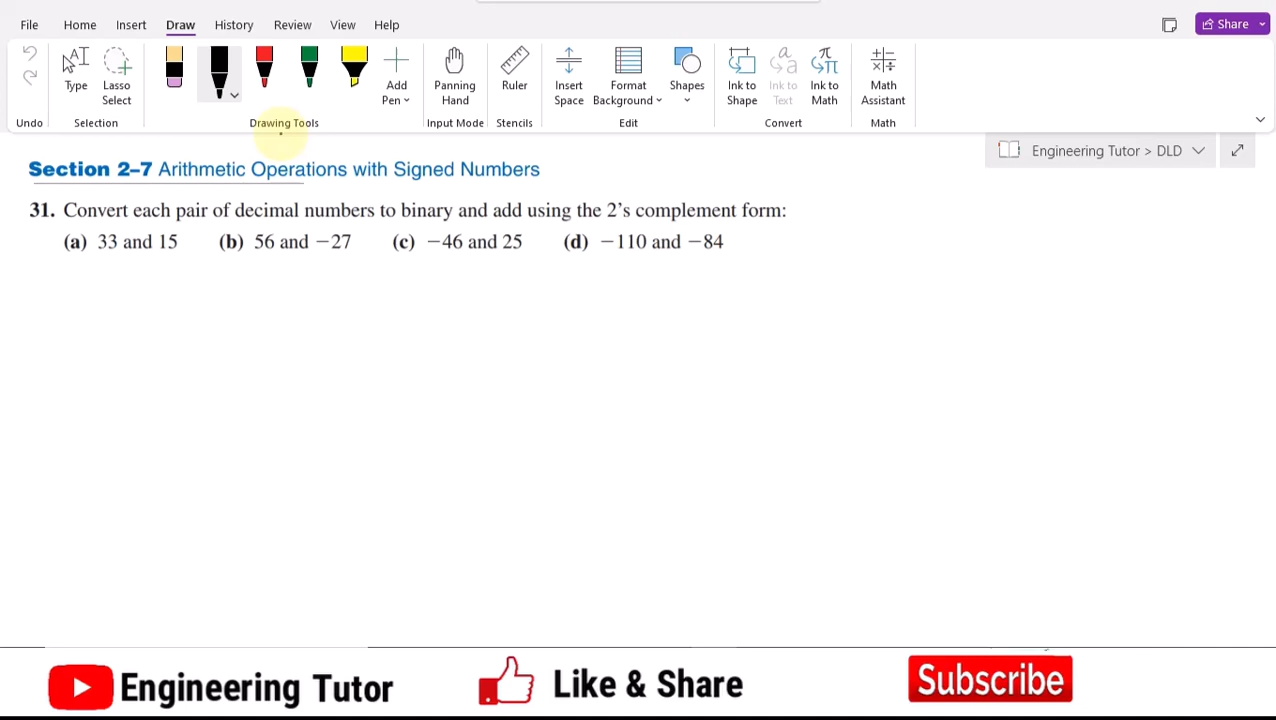 File Home Insert Draw History Review View Help Share
Type Lasso Select Add Pen Panning Hand Ruler Insert Space Format Background Shapes Ink to Shape Ink to Text Ink to Math Math Assistant
Undo Selection Drawing Tools Input Mode Stencils Edit Convert Math
Engineering Tutor > DLD
Section 2–7 Arithmetic Operations with Signed Numbers
31. Convert each pair of decimal numbers to binary and add using the 2's complement form:
(a) 33 and 15 (b) 56 and −27 (c) −46 and 25 (d) −110 and −84
Engineering Tutor Like & Share Subscribe